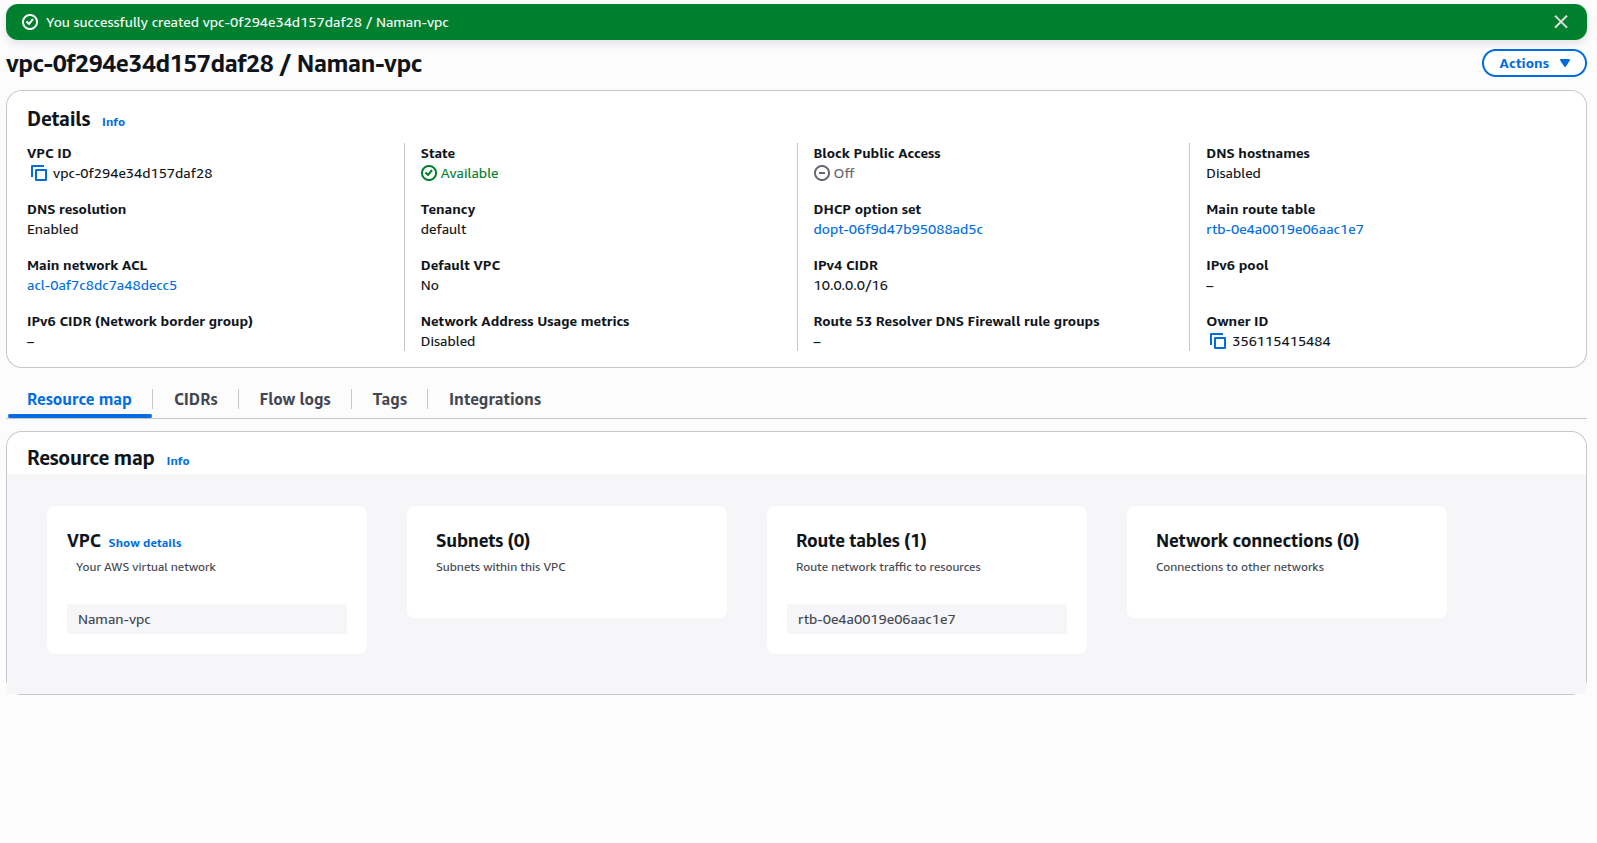 You successfully created vpc-0f294e34d157daf28 / Naman-vpc
vpc-0f294e34d157daf28 / Naman-vpc
Actions
Details Info
VPC ID
vpc-0f294e34d157daf28
State
Available
Block Public Access
Off
DNS hostnames
Disabled
DNS resolution
Enabled
Tenancy
default
DHCP option set
dopt-06f9d47b95088ad5c
Main route table
rtb-0e4a0019e06aac1e7
Main network ACL
acl-0af7c8dc7a48decc5
Default VPC
No
IPv4 CIDR
10.0.0.0/16
IPv6 pool
–
IPv6 CIDR (Network border group)
–
Network Address Usage metrics
Disabled
Route 53 Resolver DNS Firewall rule groups
–
Owner ID
356115415484
Resource map
CIDRs
Flow logs
Tags
Integrations
Resource map Info
VPC Show details
Your AWS virtual network
Naman-vpc
Subnets (0)
Subnets within this VPC
Route tables (1)
Route network traffic to resources
rtb-0e4a0019e06aac1e7
Network connections (0)
Connections to other networks